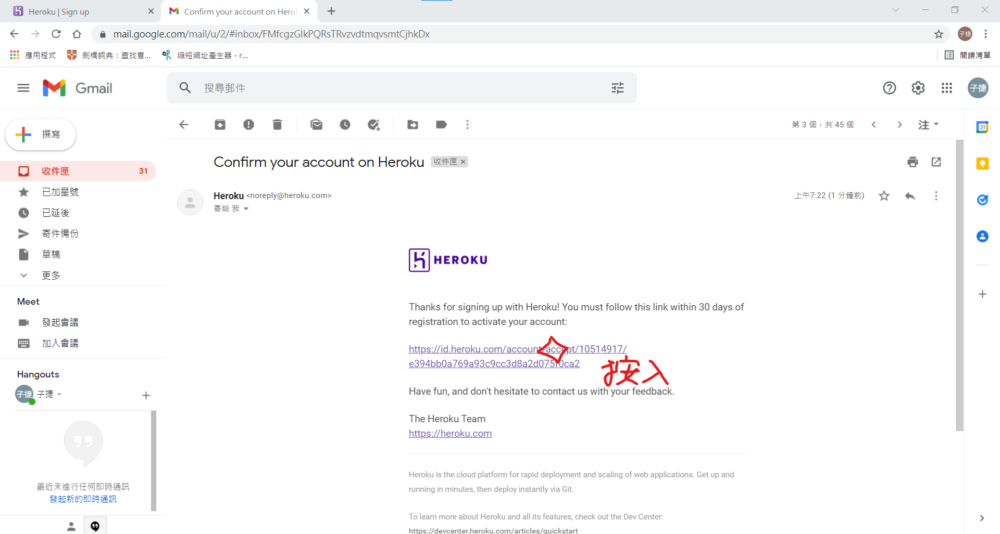 Heroku | Sign up
Confirm your account on Herok
mail.google.com/mail/u/2/#inbox/FMfcgzGlkPQRsTRvzvdtmqvsmtCjhkDx
子捷
應用程式
劍橋詞典：查找意...
縮短網址產生器 - r...
閱讀清單
Gmail
搜尋郵件
子捷
撰寫
第 3 個，共 45 個
注
收件匣 31
已加星號
已延後
寄件備份
草稿
更多
Meet
發起會議
加入會議
Hangouts
子捷
子捷
最近未進行任何即時通訊
發起新的即時通訊
Confirm your account on Heroku
收件匣 ×
Heroku <noreply@heroku.com>
上午7:22 (1 分鐘前)
寄給 我
HEROKU
Thanks for signing up with Heroku! You must follow this link within 30 days of
registration to activate your account:
https://id.heroku.com/account/accept/10514917/
e394bb0a769a93c9cc3d8a2d075f0ca2
按入
Have fun, and don't hesitate to contact us with your feedback.
The Heroku Team
https://heroku.com
Heroku is the cloud platform for rapid deployment and scaling of web applications. Get up and
running in minutes, then deploy instantly via Git.
To learn more about Heroku and all its features, check out the Dev Center:
https://devcenter.heroku.com/articles/quickstart
31